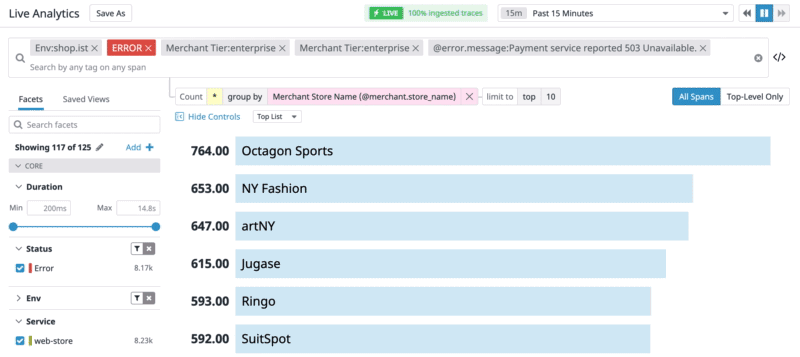 Live Analytics
Save As
LIVE 100% ingested traces
15m Past 15 Minutes
Env:shop.ist
ERROR
Merchant Tier:enterprise
Merchant Tier:enterprise
@error.message:Payment service reported 503 Unavailable.
Search by any tag on any span
</>
Count * group by Merchant Store Name (@merchant.store_name) limit to top 10
All Spans Top-Level Only
Facets Saved Views
Hide Controls Top List
Search facets
Showing 117 of 125 Add +
CORE
Duration
Min 200ms Max 14.8s
Status
Error 8.17k
Env
Service
web-store 8.23k
764.00 Octagon Sports
653.00 NY Fashion
647.00 artNY
615.00 Jugase
593.00 Ringo
592.00 SuitSpot